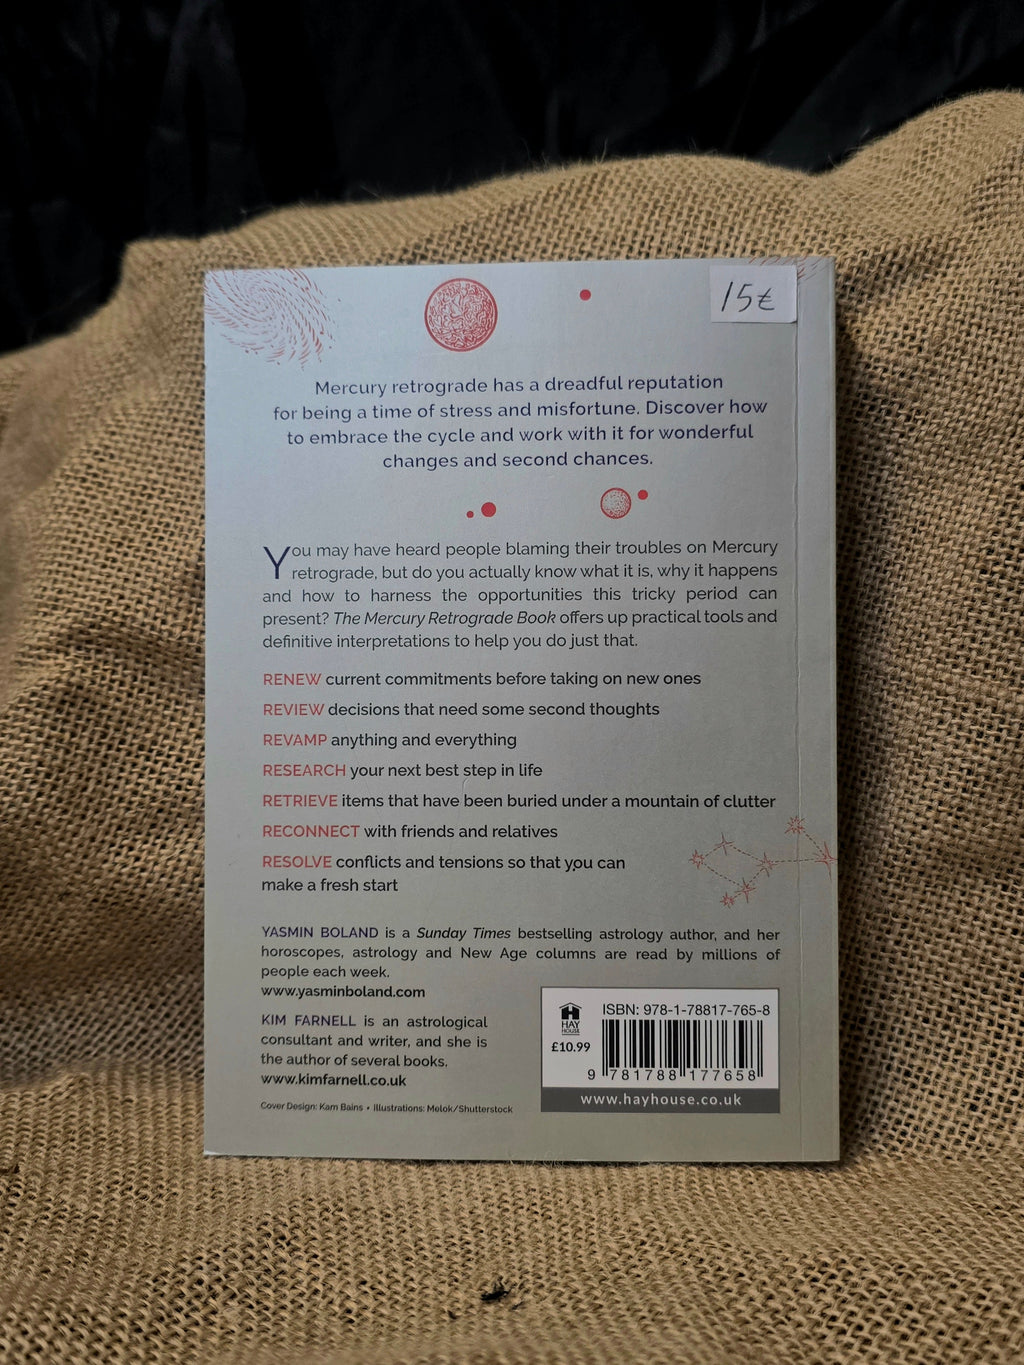 15€
Mercury retrograde has a dreadful reputation
for being a time of stress and misfortune. Discover how
to embrace the cycle and work with it for wonderful
changes and second chances.
You may have heard people blaming their troubles on Mercury
retrograde, but do you actually know what it is, why it happens
and how to harness the opportunities this tricky period can
present? The Mercury Retrograde Book offers up practical tools and
definitive interpretations to help you do just that.
RENEW current commitments before taking on new ones
REVIEW decisions that need some second thoughts
REVAMP anything and everything
RESEARCH your next best step in life
RETRIEVE items that have been buried under a mountain of clutter
RECONNECT with friends and relatives
RESOLVE conflicts and tensions so that you can
make a fresh start
YASMIN BOLAND is a Sunday Times bestselling astrology author, and her
horoscopes, astrology and New Age columns are read by millions of
people each week.
www.yasminboland.com
KIM FARNELL is an astrological
consultant and writer, and she is
the author of several books.
www.kimfarnell.co.uk
Cover Design: Kam Bains • Illustrations: Molok/Shutterstock
HAY
HOUSE
£10.99
ISBN: 978-1-78817-765-8
9 781788 177658
www.hayhouse.co.uk